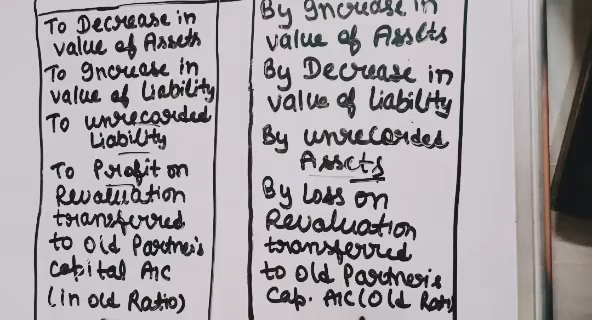 To Decrease in
value of Assets
To Increase in
value of Liability
To unrecorded
Liability
To Profit on
Revaluation
transferred
to Old Partner's
capital A/C
(in old Ratio)
By Increase in
value of Assets
By Decrease in
value of liability
By unrecorded
Assets
By Loss on
Revaluation
transferred
to Old Partner's
Cap. A/C (Old Rati